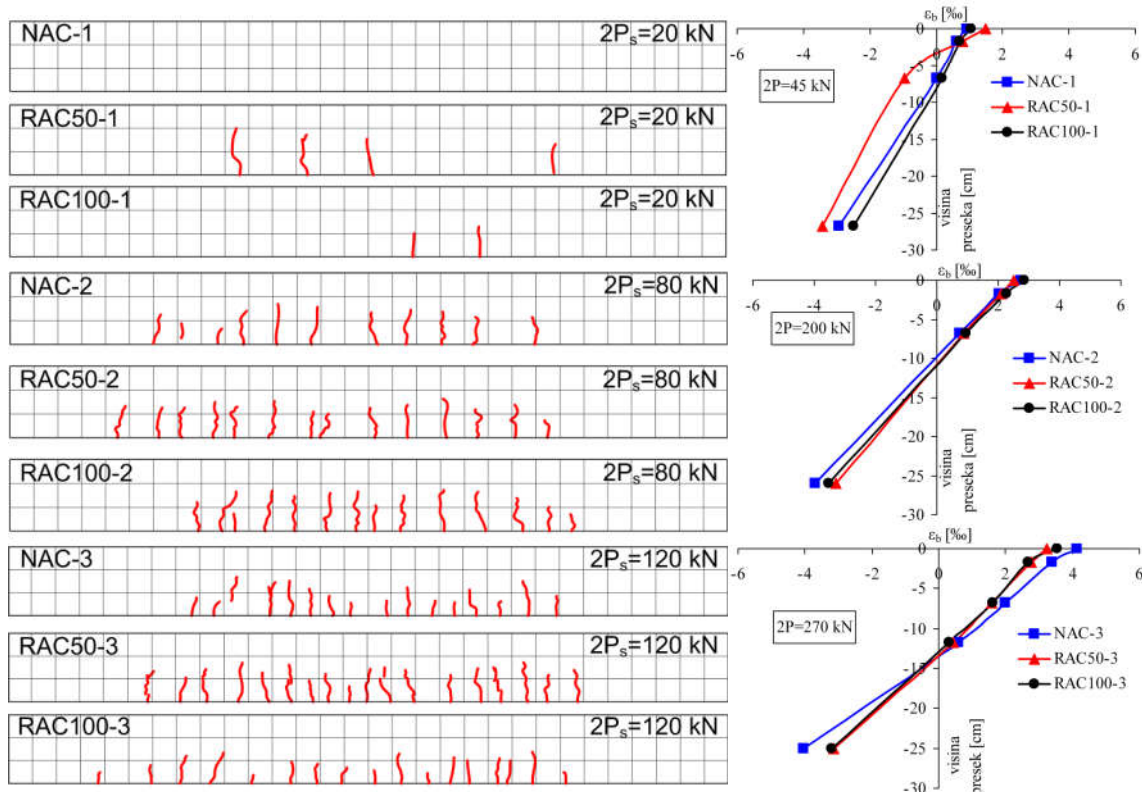 NAC-1 2Pₛ=20 kN
RAC50-1 2Pₛ=20 kN
RAC100-1 2Pₛ=20 kN
NAC-2 2Pₛ=80 kN
RAC50-2 2Pₛ=80 kN
RAC100-2 2Pₛ=80 kN
NAC-3 2Pₛ=120 kN
RAC50-3 2Pₛ=120 kN
RAC100-3 2Pₛ=120 kN
ε_b [‰]
-6 -4 -2 0 2 4 6
0
-5
-10
-15
-20
-25
-30
2P=45 kN
NAC-1
RAC50-1
RAC100-1
visina
preseka [cm]
ε_b [‰]
-6 -4 -2 0 2 4 6
0
-5
-10
-15
-20
-25
-30
2P=200 kN
NAC-2
RAC50-2
RAC100-2
visina
preseka [cm]
ε_b [‰]
-6 -4 -2 0 2 4 6
0
-5
-10
-15
-20
-25
-30
2P=270 kN
NAC-3
RAC50-3
RAC100-3
visina
presek [cm]